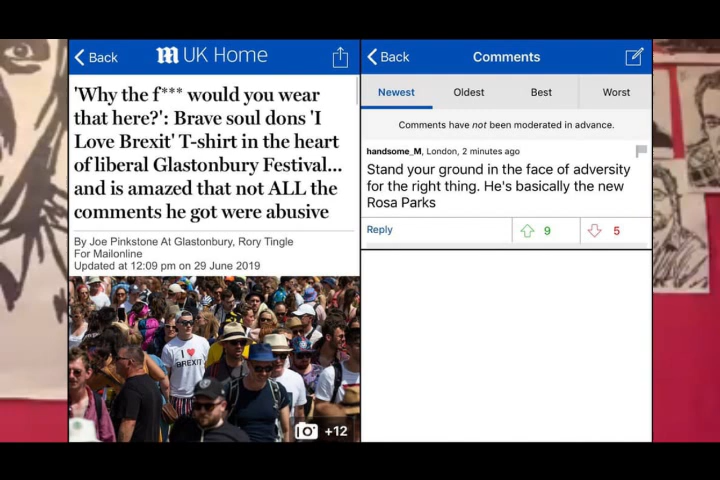 Back
m UK Home
'Why the f*** would you wear
that here?': Brave soul dons 'I
Love Brexit' T-shirt in the heart
of liberal Glastonbury Festival...
and is amazed that not ALL the
comments he got were abusive
By Joe Pinkstone At Glastonbury, Rory Tingle
For Mailonline
Updated at 12:09 pm on 29 June 2019
I ♥
BREXIT
+12
Back
Comments
Newest Oldest Best Worst
Comments have not been moderated in advance.
handsome_M, London, 2 minutes ago
Stand your ground in the face of adversity
for the right thing. He's basically the new
Rosa Parks
Reply 9 5